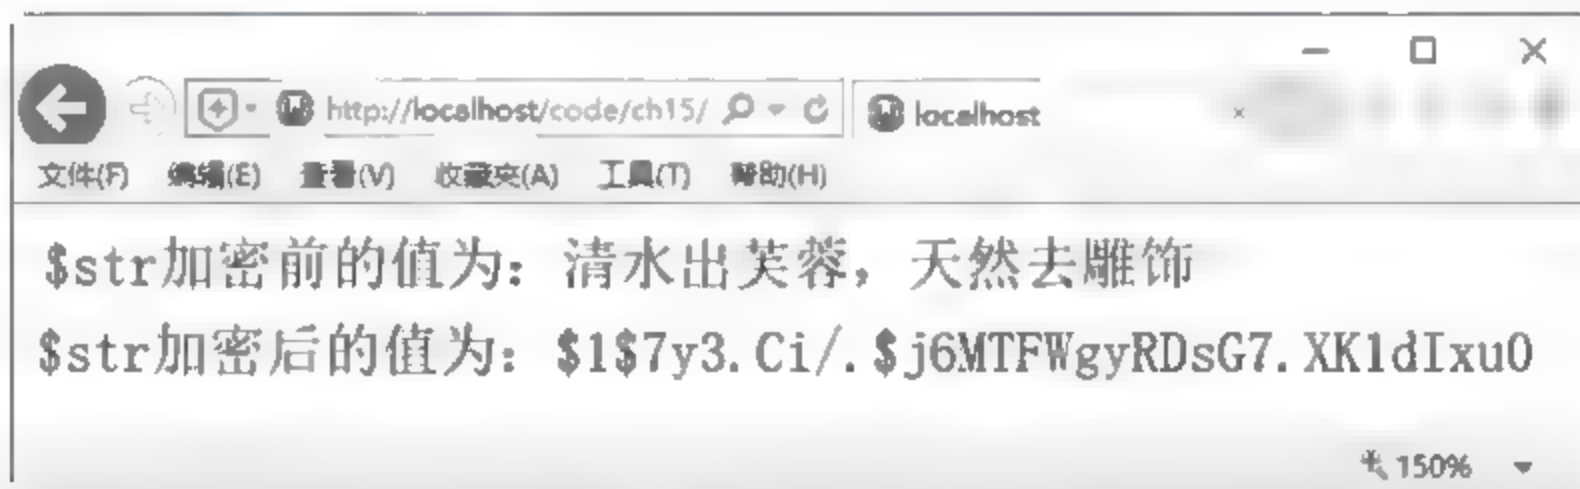 http://localhost/code/ch15/ localhost
文件(F) 编辑(E) 查看(V) 收藏夹(A) 工具(T) 帮助(H)
$str加密前的值为：清水出芙蓉，天然去雕饰
$str加密后的值为：$1$7y3.Ci/.$j6MTFWgyRDsG7.XK1dIxu0
150%